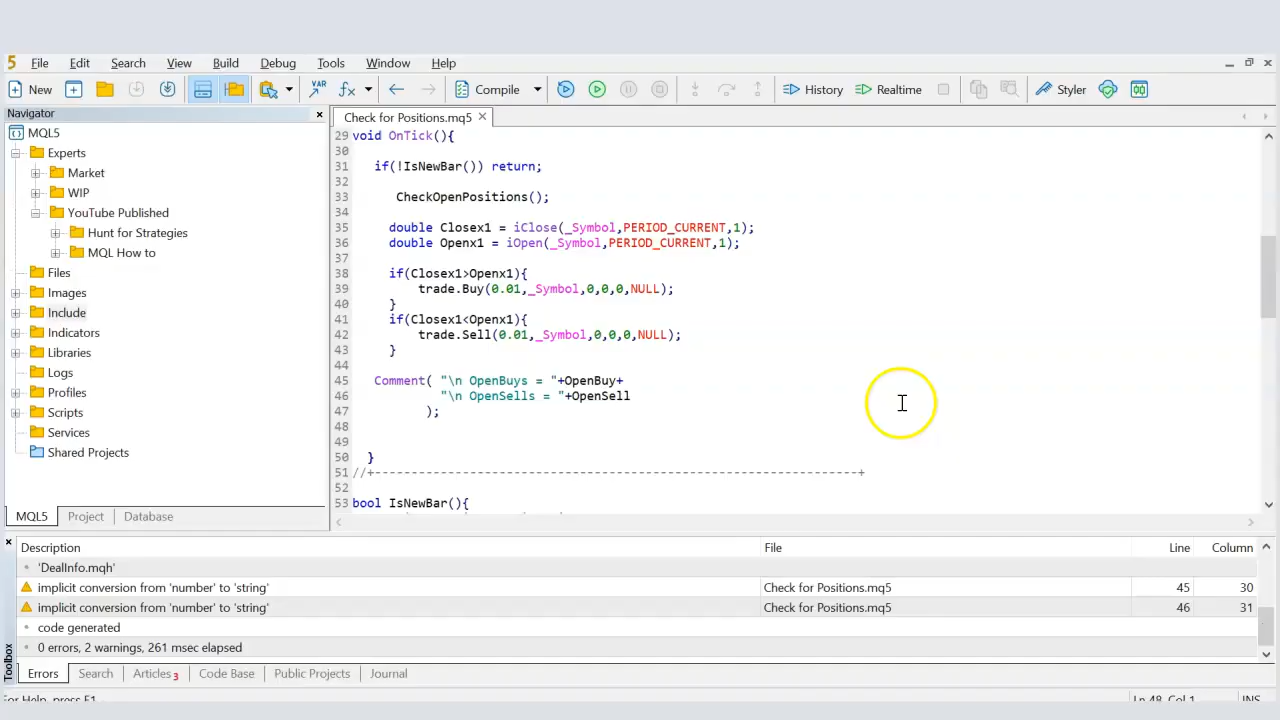 5 File Edit Search View Build Debug Tools Window Help
New VAR Compile History Realtime Styler
Navigator
Check for Positions.mq5
MQL5
Experts
Market
WIP
YouTube Published
Hunt for Strategies
MQL How to
Files
Images
Include
Indicators
Libraries
Logs
Profiles
Scripts
Services
Shared Projects
MQL5 Project Database
29 void OnTick(){
30
31 if(!IsNewBar()) return;
32
33 CheckOpenPositions();
34
35 double Closex1 = iClose(_Symbol,PERIOD_CURRENT,1);
36 double Openx1 = iOpen(_Symbol,PERIOD_CURRENT,1);
37
38 if(Closex1>Openx1){
39 trade.Buy(0.01,_Symbol,0,0,0,NULL);
40 }
41 if(Closex1<Openx1){
42 trade.Sell(0.01,_Symbol,0,0,0,NULL);
43 }
44
45 Comment( "\n OpenBuys = "+OpenBuy+
46 "\n OpenSells = "+OpenSell
47 );
48
49
50 }
51 //+------------------------------------------------------------------+
52
53 bool IsNewBar(){
Description File Line Column
'DealInfo.mqh'
implicit conversion from 'number' to 'string' Check for Positions.mq5 45 30
implicit conversion from 'number' to 'string' Check for Positions.mq5 46 31
code generated
0 errors, 2 warnings, 261 msec elapsed
Toolbox
Errors Search Articles 3 Code Base Public Projects Journal
For Help, press F1 Ln 48, Col 1 INS